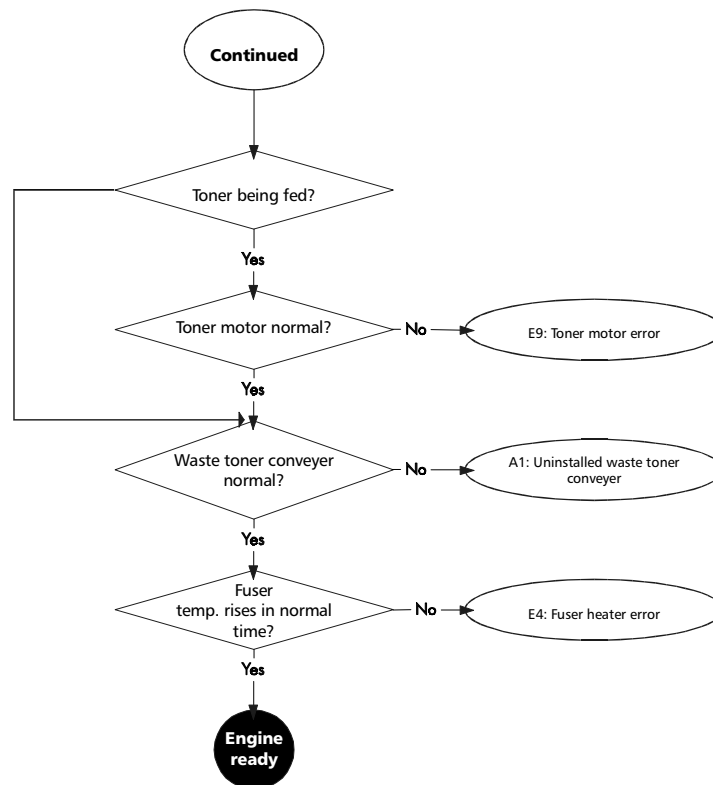 Continued
Toner being fed?
Yes
Toner motor normal?
No
E9: Toner motor error
Yes
Waste toner conveyer
normal?
No
A1: Uninstalled waste toner
conveyer
Yes
Fuser
temp. rises in normal
time?
No
E4: Fuser heater error
Yes
Engine
ready